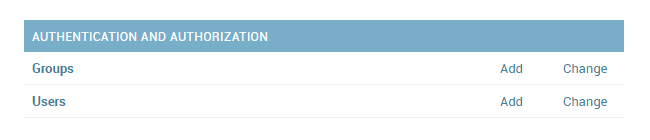 AUTHENTICATION AND AUTHORIZATION
Groups Add Change
Users Add Change